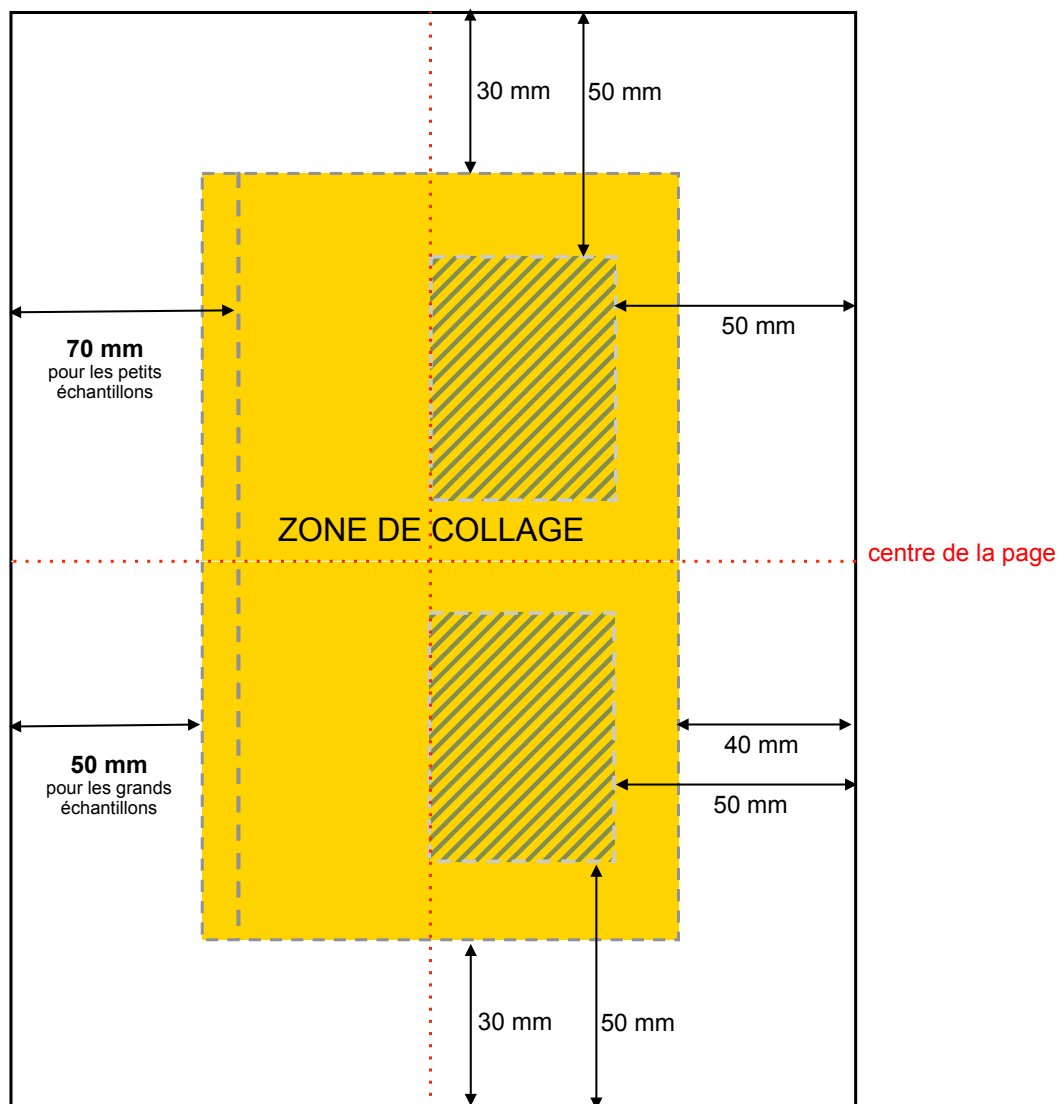 30 mm
50 mm
50 mm
70 mm
pour les petits
échantillons
ZONE DE COLLAGE
centre de la page
50 mm
pour les grands
échantillons
40 mm
50 mm
30 mm
50 mm